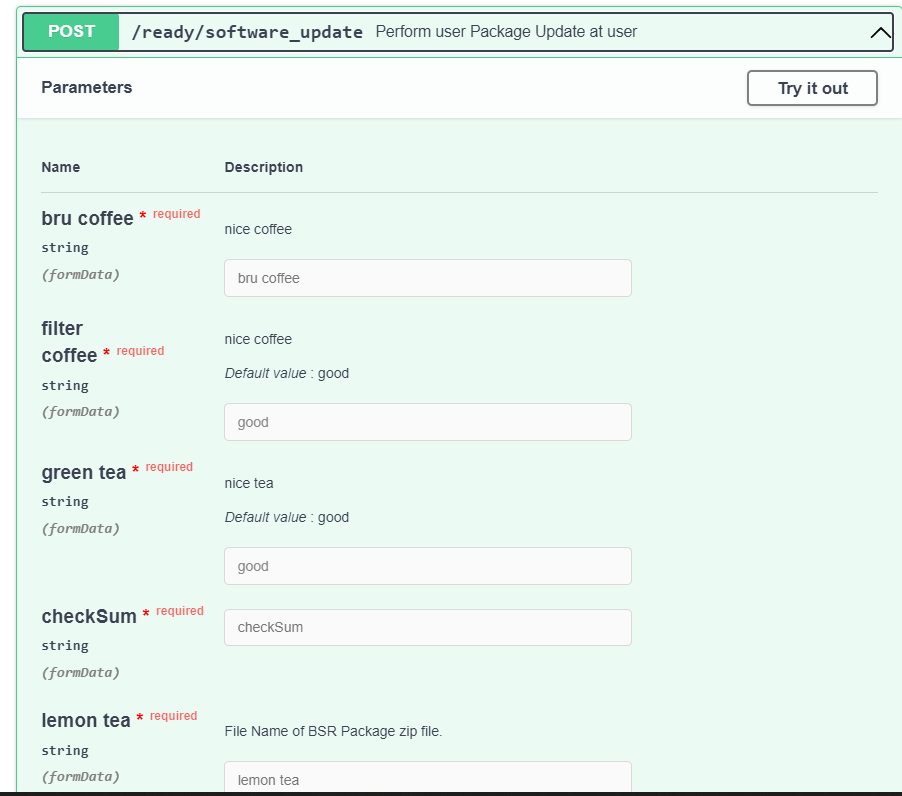 POST /ready/software_update Perform user Package Update at user
Parameters
Try it out
Name Description
bru coffee * required
string
(formData)
nice coffee
bru coffee
filter
coffee * required
string
(formData)
nice coffee
Default value : good
good
green tea * required
string
(formData)
nice tea
Default value : good
good
checkSum * required
string
(formData)
checkSum
lemon tea * required
string
(formData)
File Name of BSR Package zip file.
lemon tea